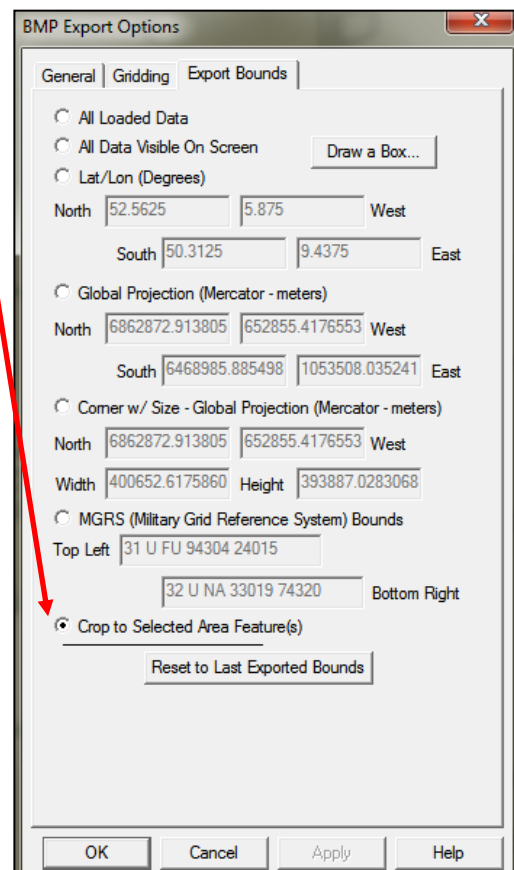 BMP Export Options
General Gridding Export Bounds
All Loaded Data
All Data Visible On Screen Draw a Box...
Lat/Lon (Degrees)
North 52.5625 5.875 West
South 50.3125 9.4375 East
Global Projection (Mercator - meters)
North 6862872.913805 652855.4176553 West
South 6468985.885498 1053508.035241 East
Corner w/ Size - Global Projection (Mercator - meters)
North 6862872.913805 652855.4176553 West
Width 400652.6175860 Height 393887.0283068
MGRS (Military Grid Reference System) Bounds
Top Left 31 U FU 94304 24015
32 U NA 33019 74320 Bottom Right
Crop to Selected Area Feature(s)
Reset to Last Exported Bounds
OK Cancel Apply Help